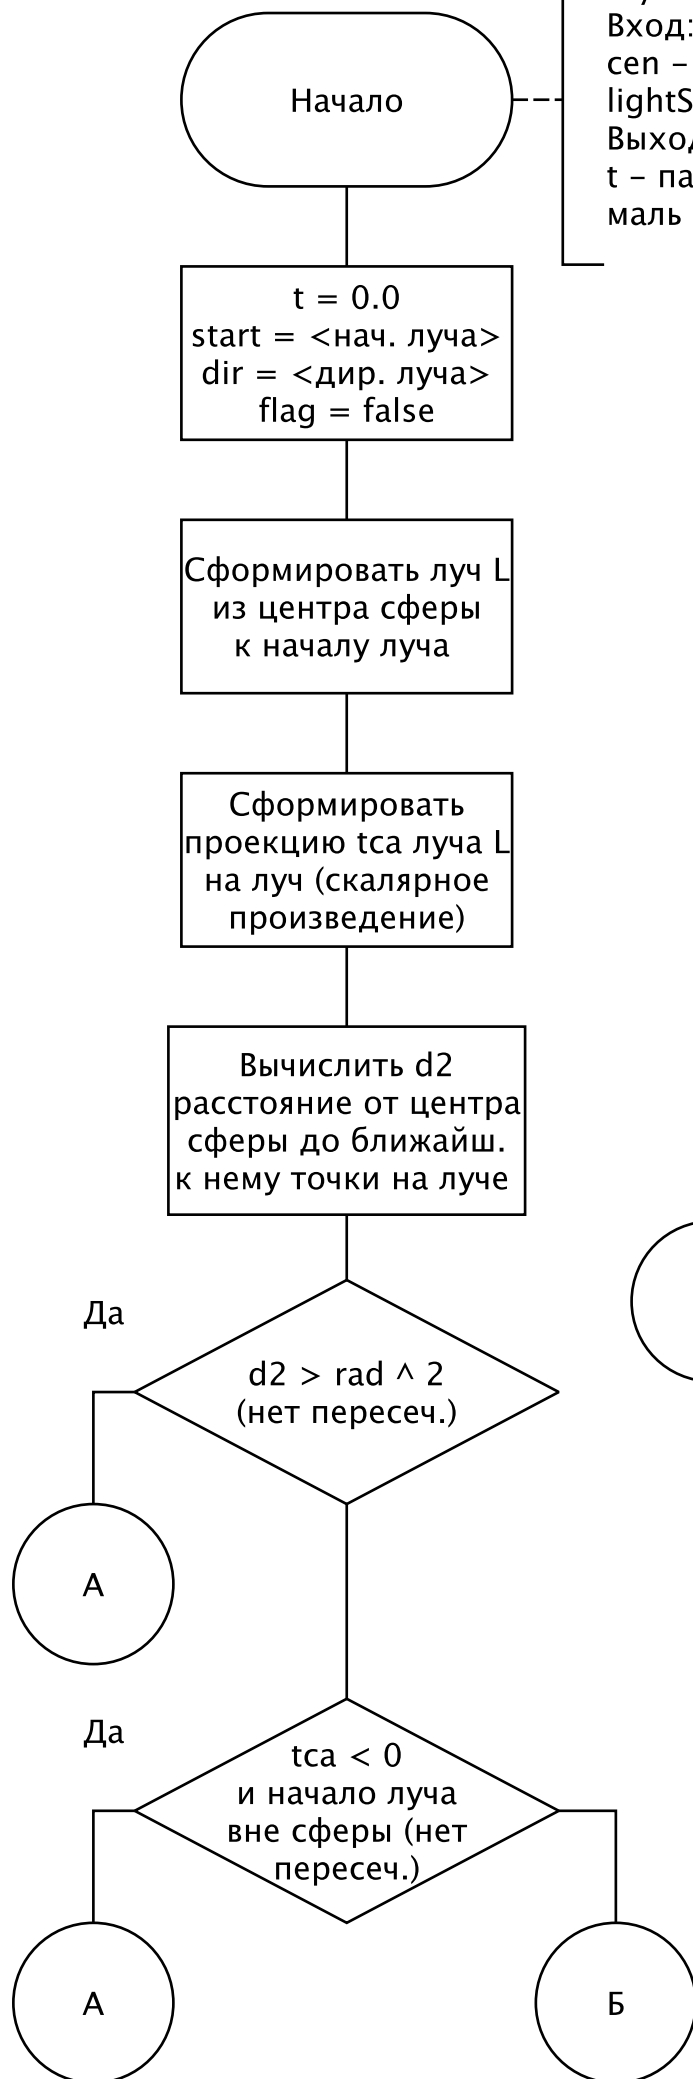 Начало
Вход:
cen –
t – па
маль
t = 0.0
start = <нач. луча>
dir = <дир. луча>
flag = false
Сформировать луч L
из центра сферы
к началу луча
Сформировать
проекцию tca луча L
на луч (скалярное
произведение)
Вычислить d2
расстояние от центра
сферы до ближайш.
к нему точки на луче
Да
d2 > rad ^ 2
(нет пересеч.)
А
Да
tca < 0
и начало луча
вне сферы (нет
пересеч.)
А
Б